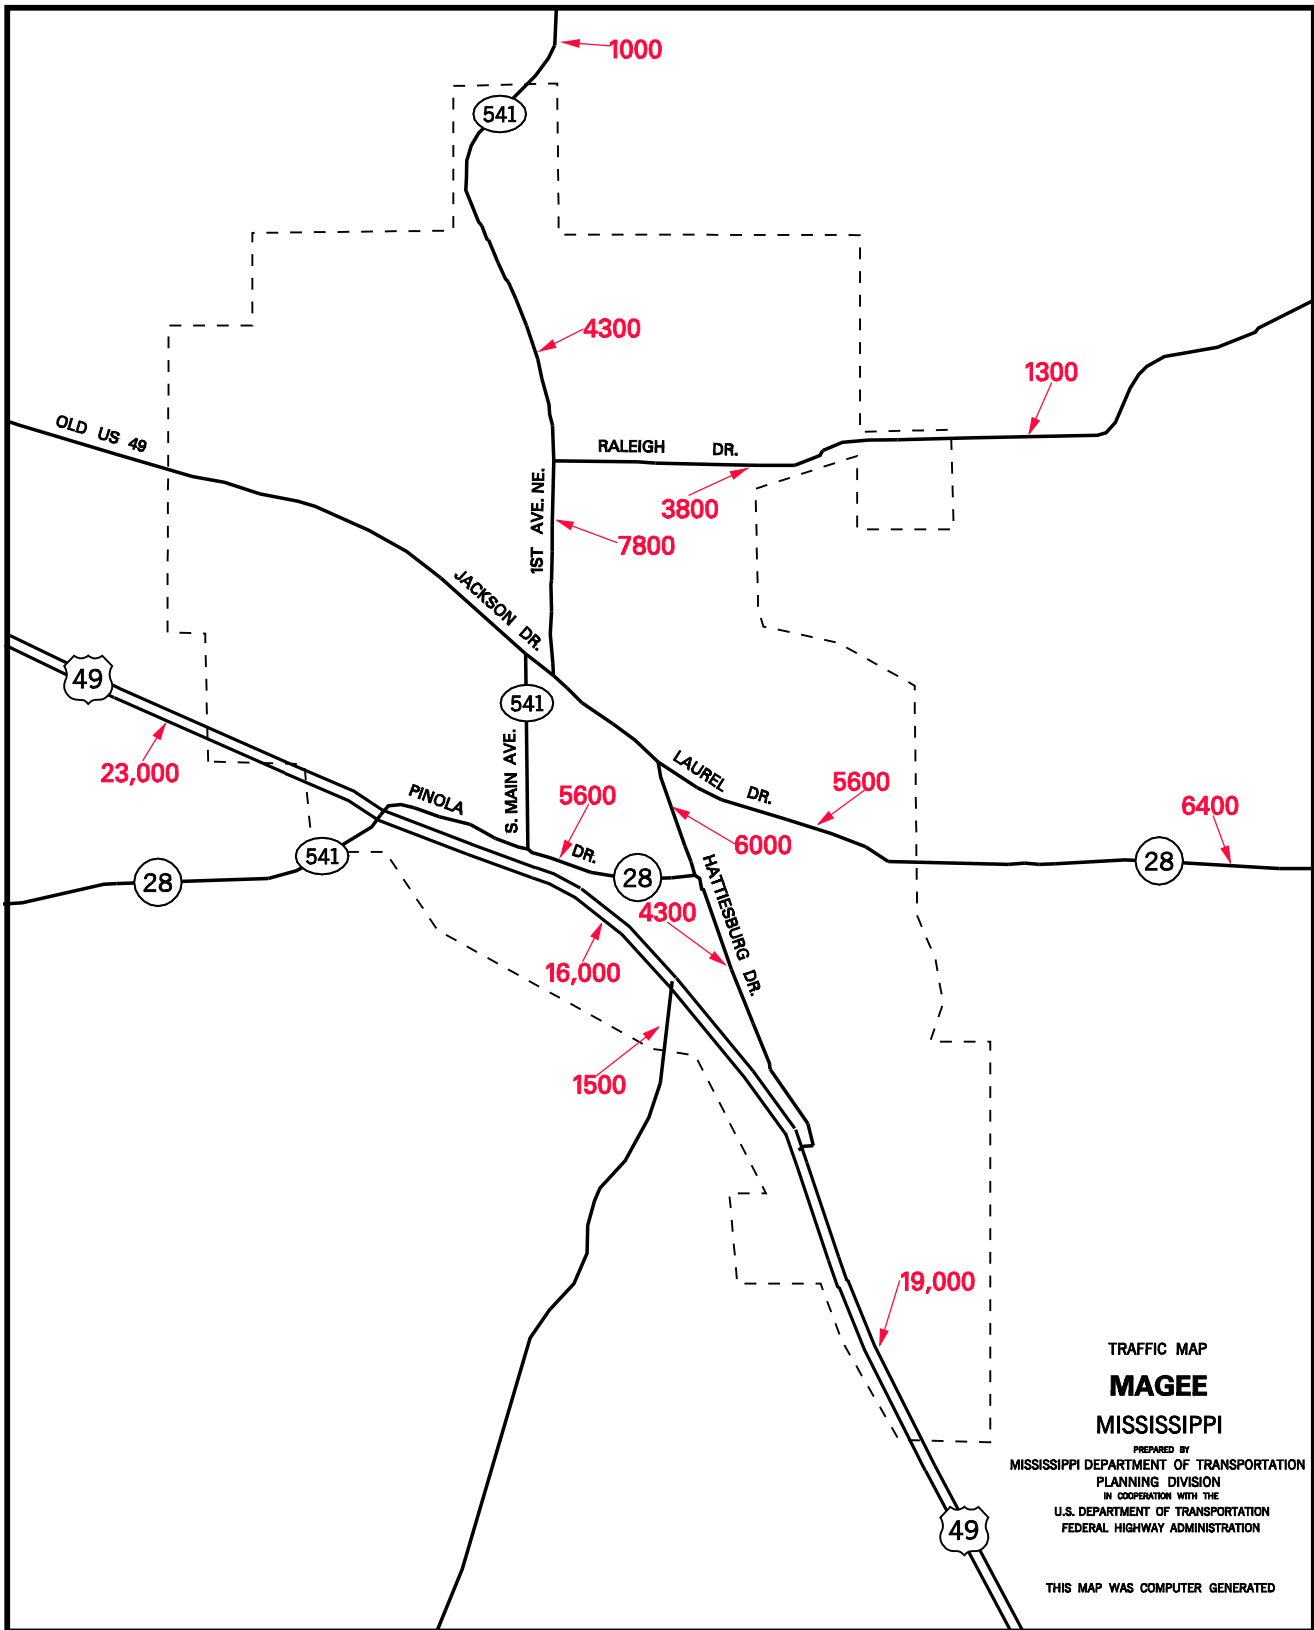 1000
541
4300
1300
OLD US 49
RALEIGH DR.
3800
1ST AVE. NE.
7800
JACKSON DR.
49
541
23,000
S. MAIN AVE.
PINOLA DR.
5600
LAUREL DR.
5600
6400
6000
541
28
28
28
HATTIESBURG DR.
4300
16,000
1500
19,000
TRAFFIC MAP
MAGEE
MISSISSIPPI
PREPARED BY
MISSISSIPPI DEPARTMENT OF TRANSPORTATION
PLANNING DIVISION
IN COOPERATION WITH THE
U.S. DEPARTMENT OF TRANSPORTATION
FEDERAL HIGHWAY ADMINISTRATION
49
THIS MAP WAS COMPUTER GENERATED